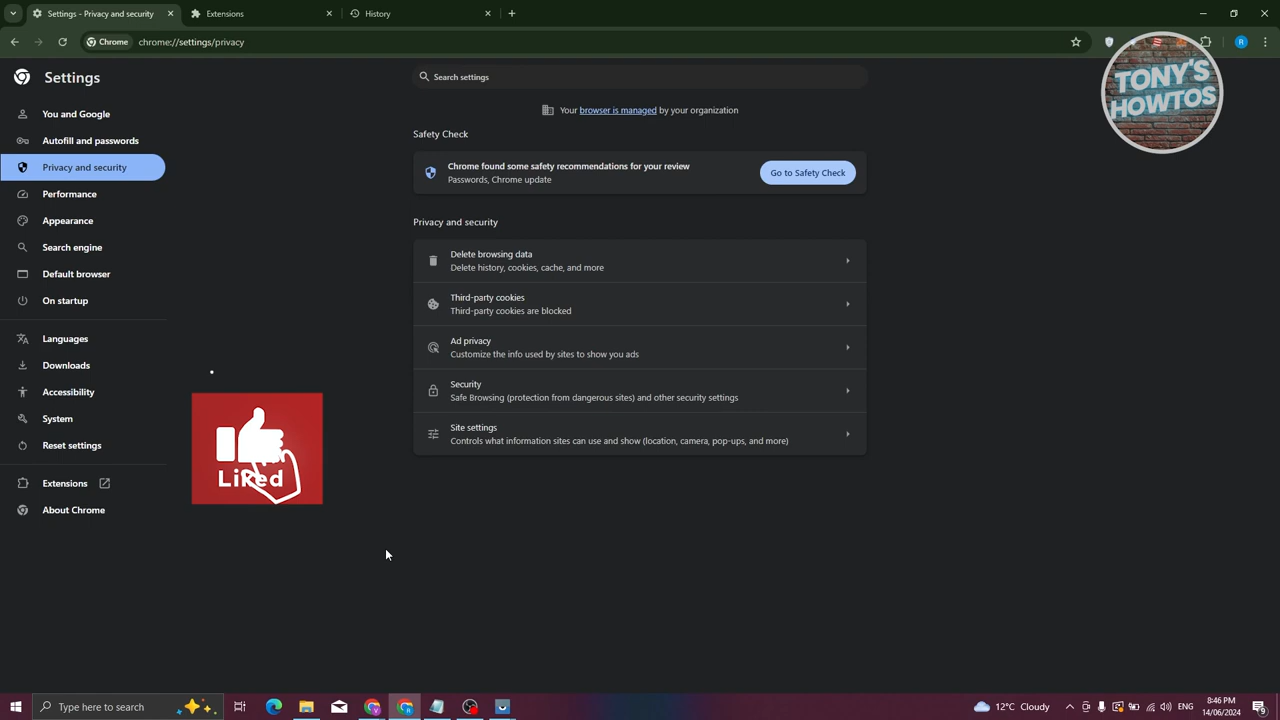 Settings - Privacy and security
Extensions
History
Chrome
chrome://settings/privacy
R
TONY'S
HOWTOS
Settings
Search settings
Your browser is managed by your organization
You and Google
Autofill and passwords
Privacy and security
Performance
Appearance
Search engine
Default browser
On startup
Languages
Downloads
Accessibility
System
Reset settings
Extensions
About Chrome
Safety Check
Chrome found some safety recommendations for your review
Passwords, Chrome update
Go to Safety Check
Privacy and security
Delete browsing data
Delete history, cookies, cache, and more
Third-party cookies
Third-party cookies are blocked
Ad privacy
Customize the info used by sites to show you ads
Security
Safe Browsing (protection from dangerous sites) and other security settings
Site settings
Controls what information sites can use and show (location, camera, pop-ups, and more)
Liked
Type here to search
12°C Cloudy
ENG
8:46 PM
14/06/2024